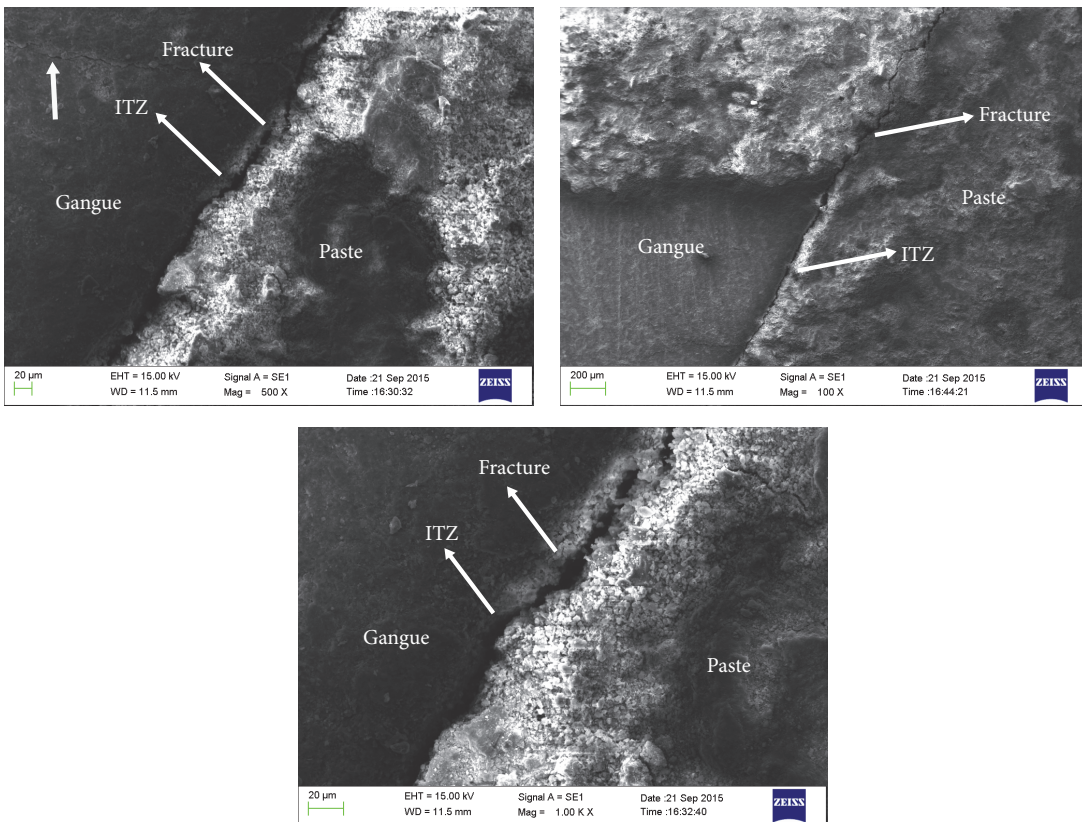 Fracture
ITZ
Gangue
Paste
20 µm
EHT = 15.00 kV
WD = 11.5 mm
Signal A = SE1
Mag = 500 X
Date :21 Sep 2015
Time :16:30:32
ZEISS
Fracture
Paste
Gangue
ITZ
200 µm
EHT = 15.00 kV
WD = 11.5 mm
Signal A = SE1
Mag = 100 X
Date :21 Sep 2015
Time :16:44:21
ZEISS
Fracture
ITZ
Gangue
Paste
20 µm
EHT = 15.00 kV
WD = 11.5 mm
Signal A = SE1
Mag = 1.00 K X
Date :21 Sep 2015
Time :16:32:40
ZEISS